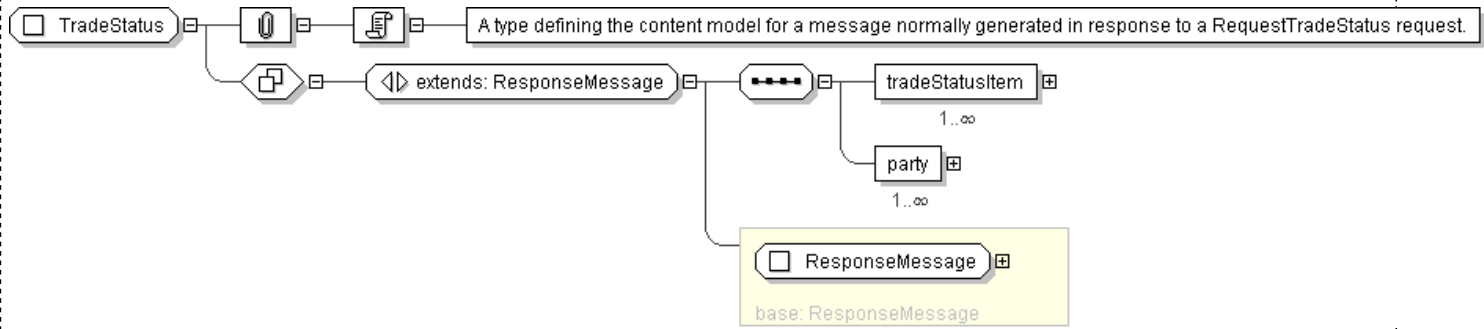 TradeStatus
A type defining the content model for a message normally generated in response to a RequestTradeStatus request.
extends: ResponseMessage
tradeStatusItem
1..∞
party
1..∞
ResponseMessage
base: ResponseMessage